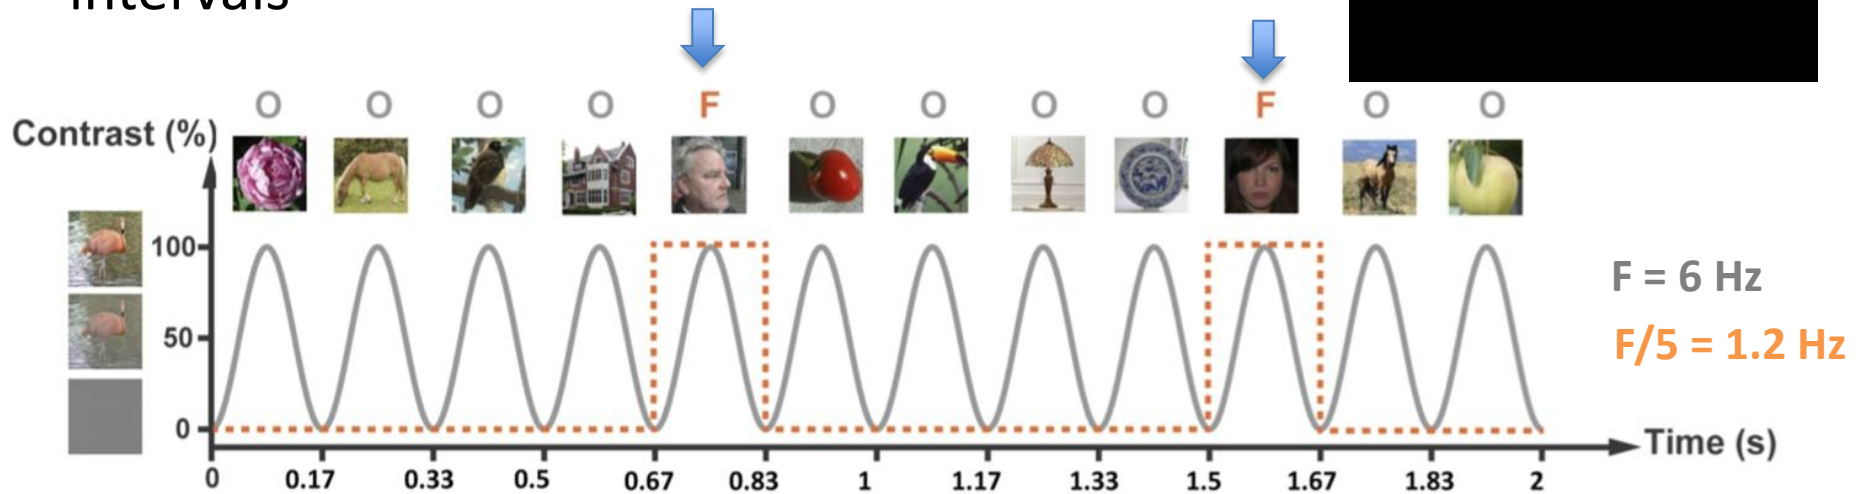 intervals
O O O O F O O O O F O O
Contrast (%)
100
50
0
F = 6 Hz
F/5 = 1.2 Hz
Time (s)
0 0.17 0.33 0.5 0.67 0.83 1 1.17 1.33 1.5 1.67 1.83 2